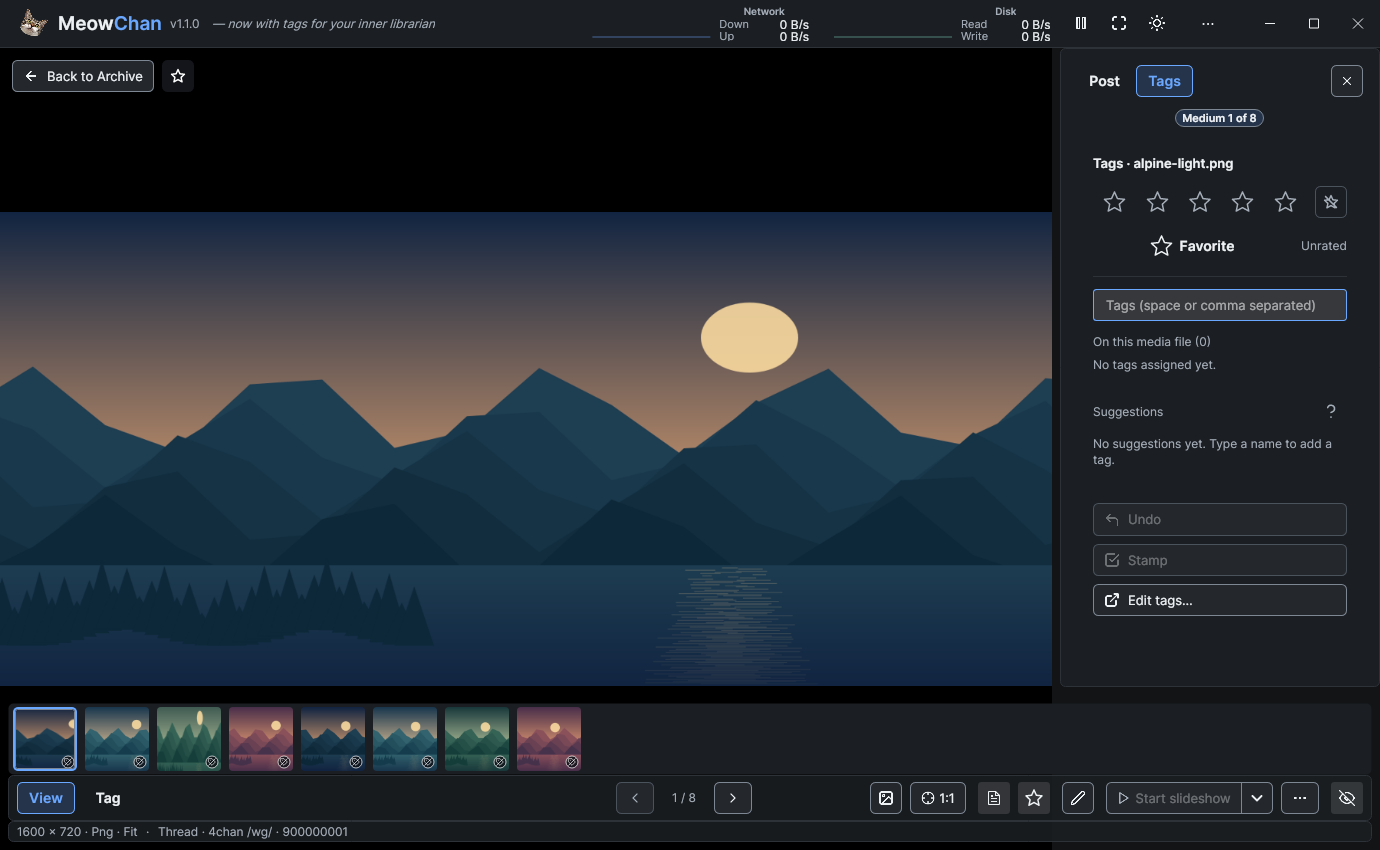 MeowChan v1.1.0 — now with tags for your inner librarian
Network
Down 0 B/s
Up 0 B/s
Disk
Read 0 B/s
Write 0 B/s
Back to Archive
Post Tags
Medium 1 of 8
Tags · alpine-light.png
Favorite Unrated
Tags (space or comma separated)
On this media file (0)
No tags assigned yet.
Suggestions ?
No suggestions yet. Type a name to add a
tag.
Undo
Stamp
Edit tags...
View Tag 1 / 8 1:1 Start slideshow
1600 × 720 · Png · Fit · Thread · 4chan /wg/ · 900000001